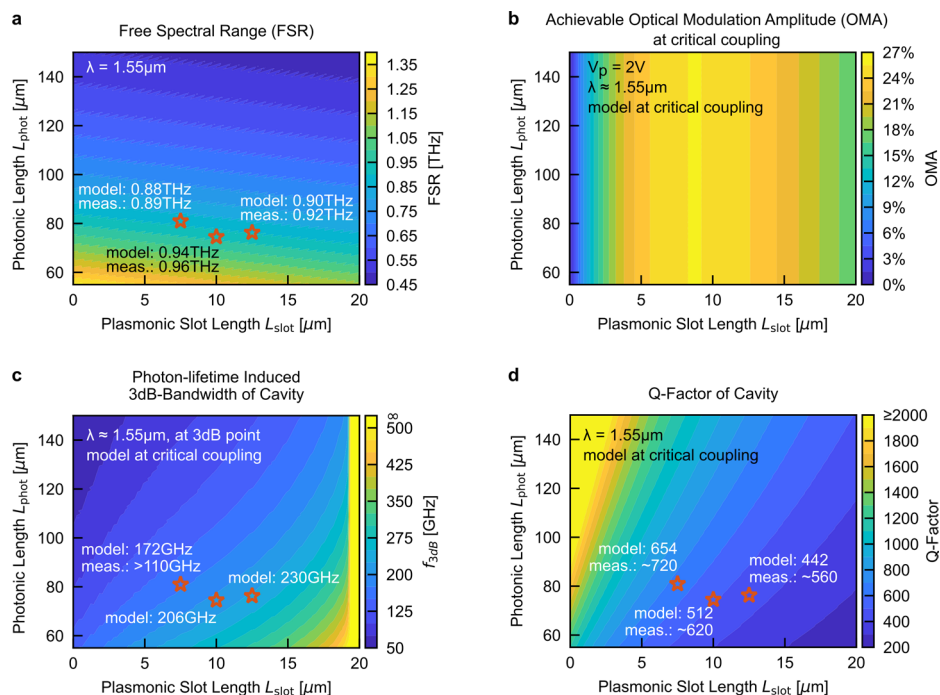 a
Free Spectral Range (FSR)
λ = 1.55µm
model: 0.88THz
meas.: 0.89THz
model: 0.90THz
meas.: 0.92THz
model: 0.94THz
meas.: 0.96THz
150
140
120
100
80
60
0
5
10
15
20
Photonic Length Lphot [µm]
Plasmonic Slot Length Lslot [µm]
1.35
1.25
1.15
1.05
0.95
0.85
0.75
0.65
0.55
0.45
FSR [THz]
b
Achievable Optical Modulation Amplitude (OMA)
at critical coupling
Vp = 2V
λ ≈ 1.55µm
model at critical coupling
140
120
100
80
60
0
5
10
15
20
Photonic Length Lphot [µm]
Plasmonic Slot Length Lslot [µm]
27%
24%
21%
18%
15%
12%
9%
6%
3%
0%
OMA
c
Photon-lifetime Induced
3dB-Bandwidth of Cavity
λ ≈ 1.55µm, at 3dB point
model at critical coupling
model: 172GHz
meas.: >110GHz
230GHz
model: 230GHz
206GHz
model: 206GHz
140
120
100
80
60
0
5
10
15
20
Photonic Length Lphot [µm]
Plasmonic Slot Length Lslot [µm]
∞
500
425
350
275
200
125
50
f3dB [GHz]
d
Q-Factor of Cavity
λ = 1.55µm
model at critical coupling
model: 654
meas.: ~720
model: 442
meas.: ~560
model: 512
meas.: ~620
140
120
100
80
60
0
5
10
15
20
Photonic Length Lphot [µm]
Plasmonic Slot Length Lslot [µm]
≥2000
1800
1600
1400
1200
1000
800
600
400
200
Q-Factor